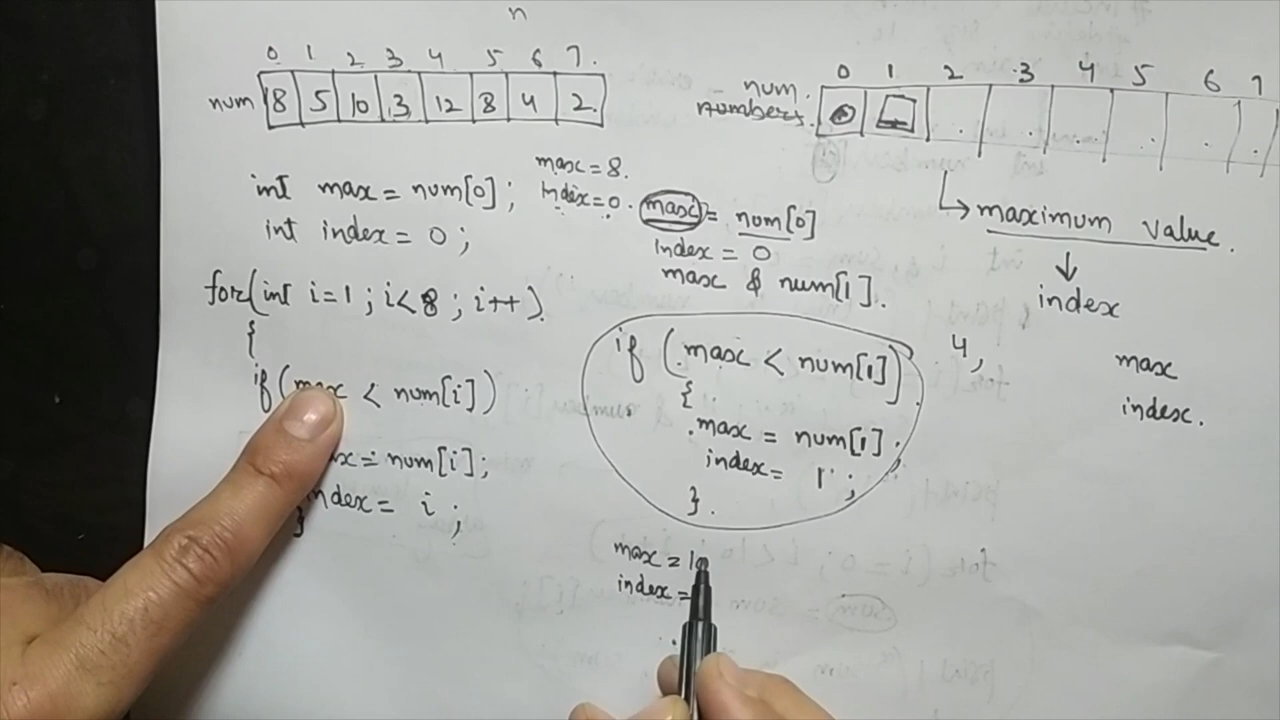 n
0 1 2 3 4 5 6 7.
num 8 5 10 3 12 8 4 2.
int max = num[0];
int index = 0;
for(int i=1; i<8; i++)
{
if(max < num[i])
= num[i];
index = i;
}
max = 8.
index = 0.
max = num[0]
index = 0
max & num[1].
if (max < num[1])
{
max = num[1].
index = 1;
}.
max = 10
index =
0 1 2 3 4 5 6 7
num.
numbers.
maximum value.
index
4,
max
index.